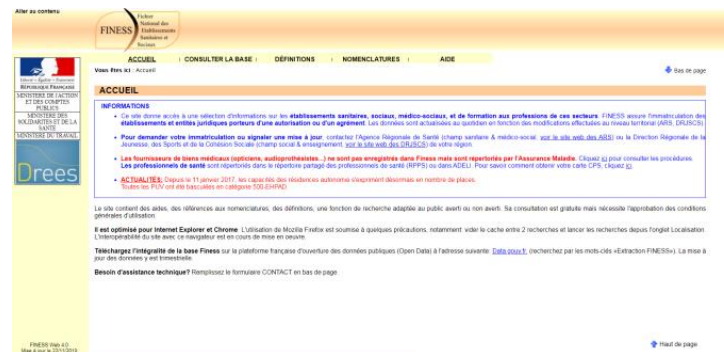 Aller au contenu
FINESS
Fichier
National des
Etablissements
Sanitaires et
Sociaux
ACCUEIL CONSULTER LA BASE DÉFINITIONS NOMENCLATURES AIDE
Vous êtes ici : Accueil
Bas de page
Liberté • Égalité • Fraternité
RÉPUBLIQUE FRANÇAISE
MINISTÈRE DE L'ACTION
ET DES COMPTES
PUBLICS
MINISTÈRE DES
SOLIDARITÉS ET DE LA
SANTÉ
MINISTÈRE DU TRAVAIL
Drees
ACCUEIL
INFORMATIONS
• Ce site donne accès à une sélection d'informations sur les établissements sanitaires, sociaux, médico-sociaux, et de formation aux professions de ces secteurs. FINESS assure l'immatriculation des
établissements et entités juridiques porteurs d'une autorisation ou d'un agrément. Les données sont actualisées au quotidien en fonction des modifications effectuées au niveau territorial (ARS, DRJSCS).
• Pour demander votre immatriculation ou signaler une mise à jour, contactez l'Agence Régionale de Santé (champ sanitaire & médico-social, voir le site web des ARS) ou la Direction Régionale de la
Jeunesse, des Sports et de la Cohésion Sociale (champ social & enseignement, voir le site web des DRJSCS) de votre région.
• Les fournisseurs de biens médicaux (opticiens, audioprothésistes...) ne sont pas enregistrés dans Finess mais sont répertoriés par l'Assurance Maladie. Cliquez ici pour consulter les procédures.
Les professionnels de santé sont répertoriés dans le répertoire partagé des professionnels de santé (RPPS) ou dans ADELI. Pour savoir comment obtenir votre carte CPS, cliquez ici.
• ACTUALITÉS: Depuis le 11 janvier 2017, les capacités des résidences autonomie s'expriment désormais en nombre de places.
Toutes les PUV ont été basculées en catégorie 500-EHPAD.
Le site contient des aides, des références aux nomenclatures, des définitions, une fonction de recherche adaptée au public averti ou non averti. Sa consultation est gratuite mais nécessite l'approbation des conditions
générales d'utilisation.
Il est optimisé pour Internet Explorer et Chrome. L'utilisation de Mozilla Firefox est soumise à quelques précautions, notamment: vider le cache entre 2 recherches et lancer les recherches depuis l'onglet Localisation.
L'interopérabilité du site avec ce navigateur est en cours de mise en oeuvre.
Téléchargez l'intégralité de la base Finess sur la plateforme française d'ouverture des données publiques (Open Data) à l'adresse suivante: Data.gouv.fr, (recherchez par les mots-clés «Extraction FINESS»). La mise à
jour des données y est trimestrielle.
Besoin d'assistance technique? Remplissez le formulaire CONTACT en bas de page.
FINESS Web 4.0
Mise à jour le 22/11/2019
Haut de page